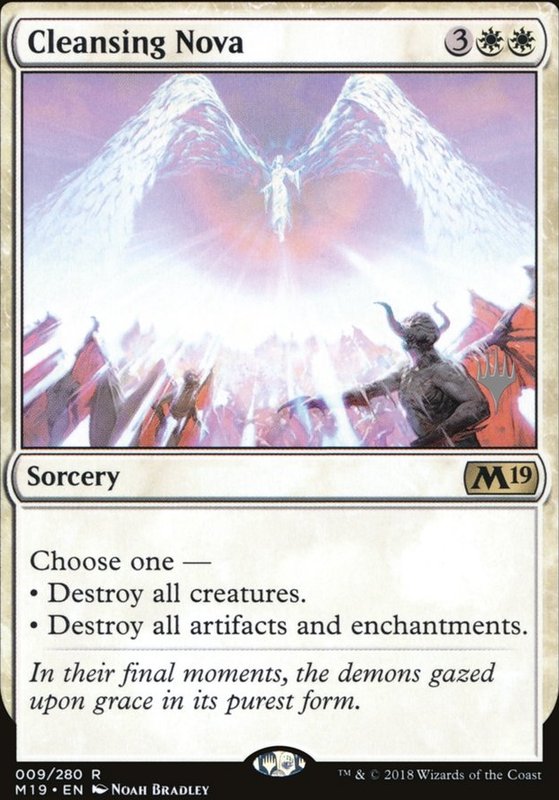 Cleansing Nova 3
Sorcery M19
Choose one —
• Destroy all creatures.
• Destroy all artifacts and enchantments.
In their final moments, the demons gazed
upon grace in its purest form.
009/280 R
M19 • EN Noah Bradley
™ & © 2018 Wizards of the Coast